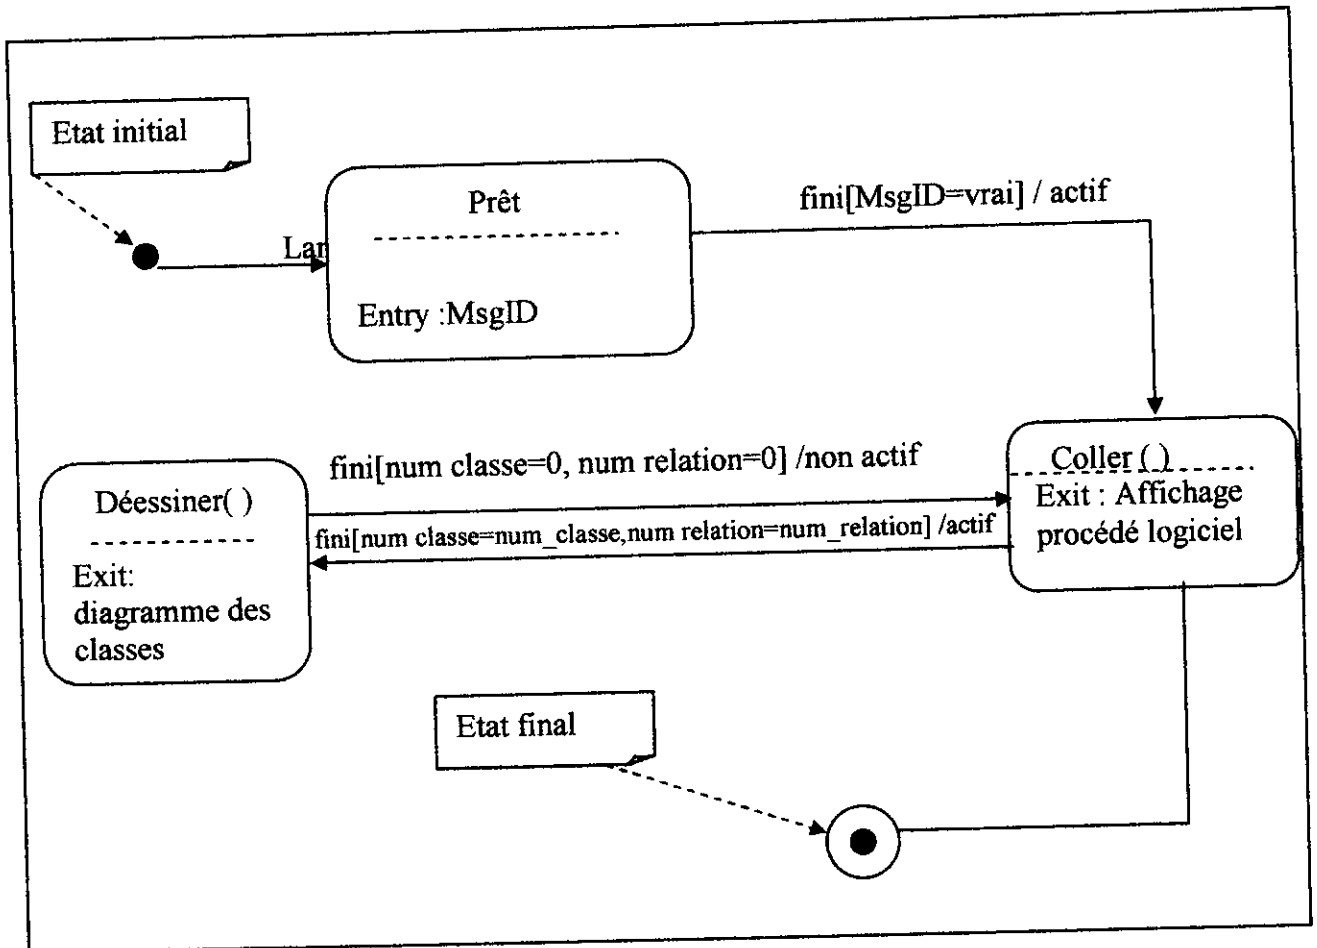 Etat initial
Prêt
fini[MsgID=vrai] / actif
Entry :MsgID
fini[num classe=0, num relation=0] /non actif
Coller ( )
Déessiner( )
Exit : Affichage
fini[num classe=num_classe,num relation=num_relation] /actif
procédé logiciel
Exit:
diagramme des
classes
Etat final